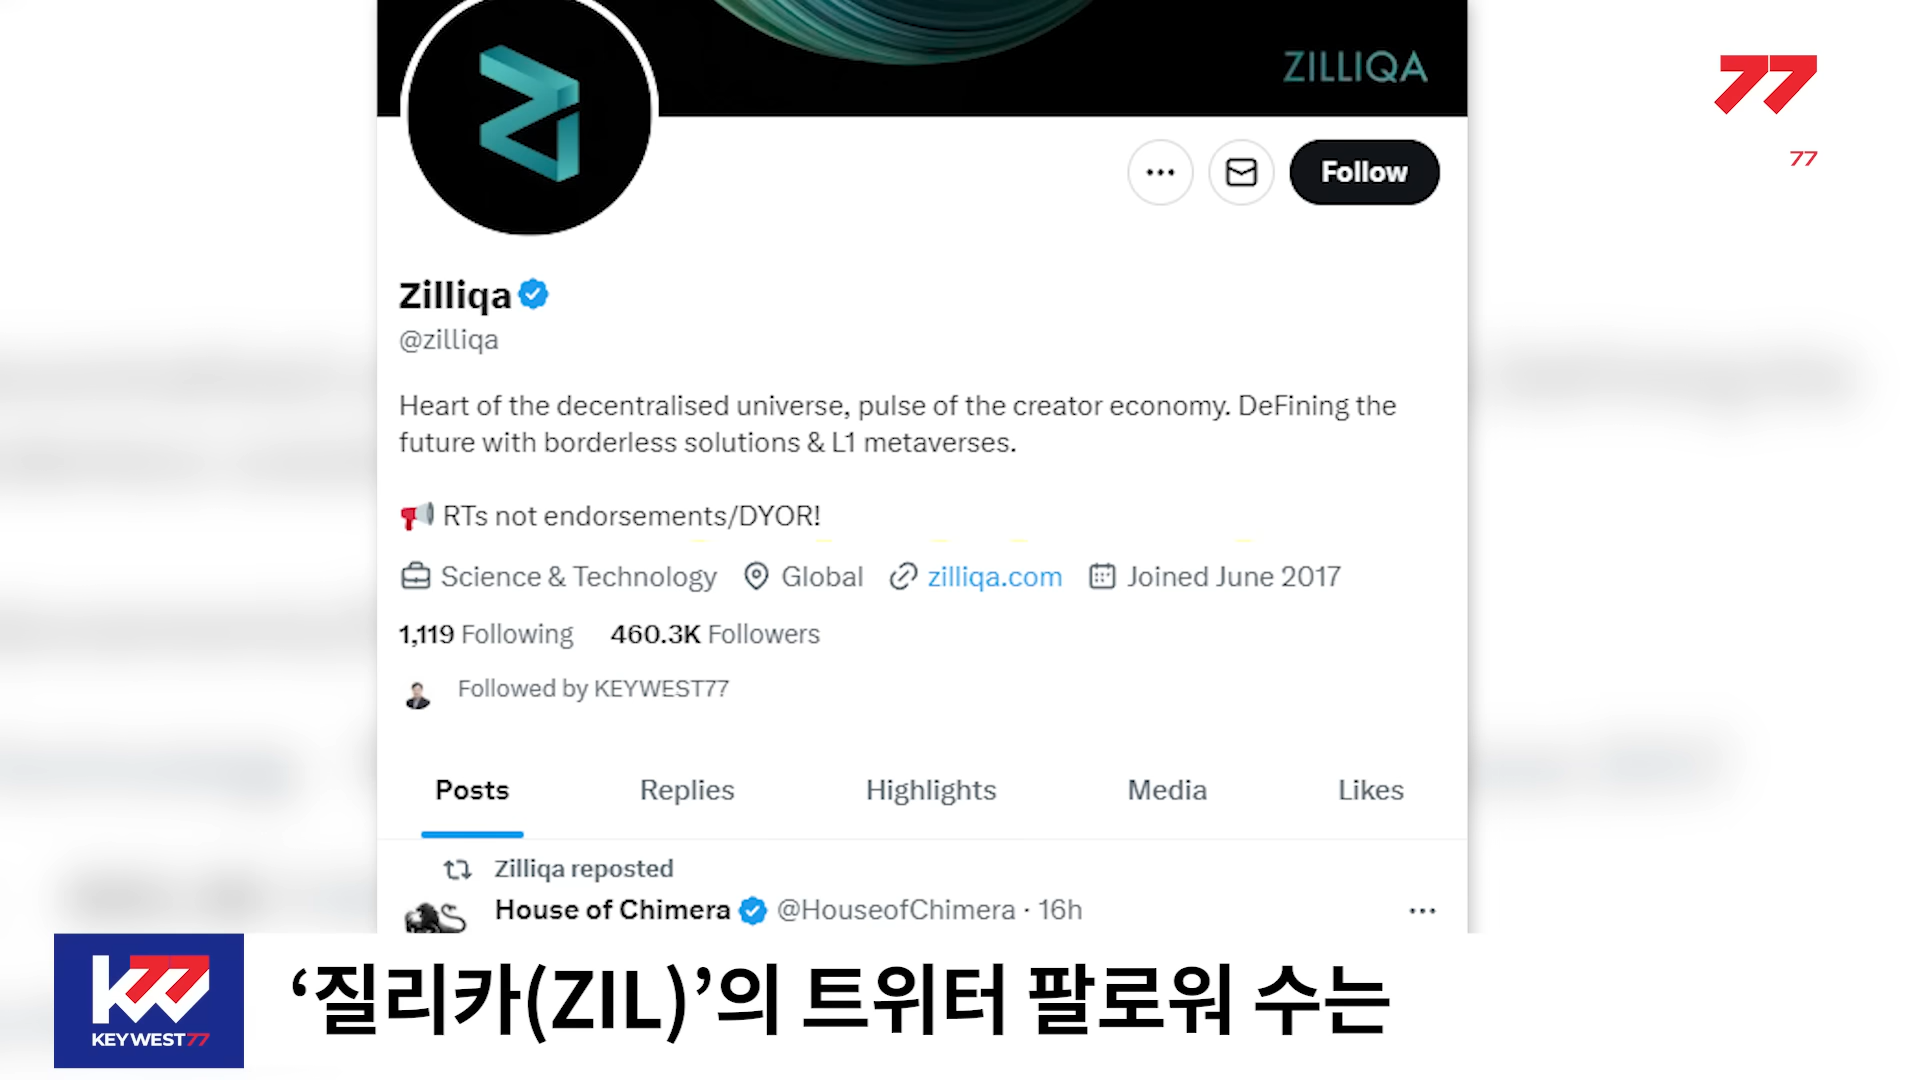 ZILLIQA
77
77
Follow
Zilliqa
@zilliqa
Heart of the decentralised universe, pulse of the creator economy. DeFining the
future with borderless solutions & L1 metaverses.
RTs not endorsements/DYOR!
Science & Technology Global zilliqa.com Joined June 2017
1,119 Following 460.3K Followers
Followed by KEYWEST77
Posts Replies Highlights Media Likes
Zilliqa reposted
House of Chimera @HouseofChimera · 16h
K77
KEYWEST77
‘질리카(ZIL)’의 트위터 팔로워 수는